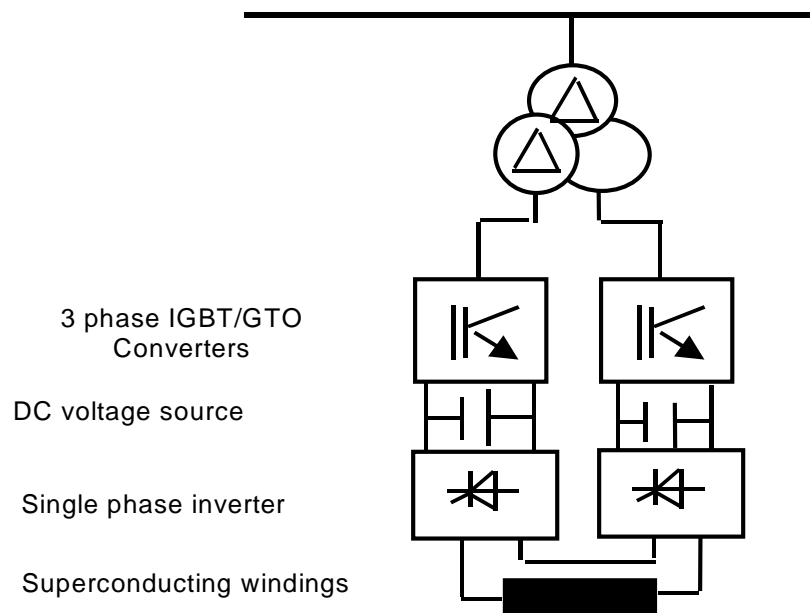 3 phase IGBT/GTO
Converters
DC voltage source
Single phase inverter
Superconducting windings